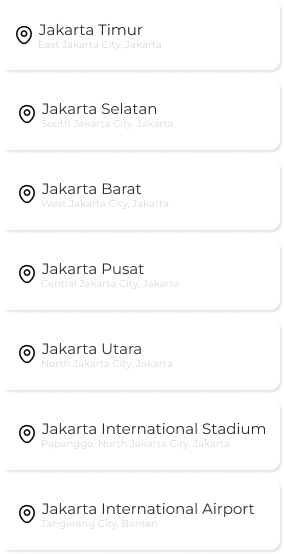 Jakarta Timur
East Jakarta City, Jakarta
Jakarta Selatan
South Jakarta City, Jakarta
Jakarta Barat
West Jakarta City, Jakarta
Jakarta Pusat
Central Jakarta City, Jakarta
Jakarta Utara
North Jakarta City, Jakarta
Jakarta International Stadium
Papanggo, North Jakarta City, Jakarta
Jakarta International Airport
Tangerang City, Banten